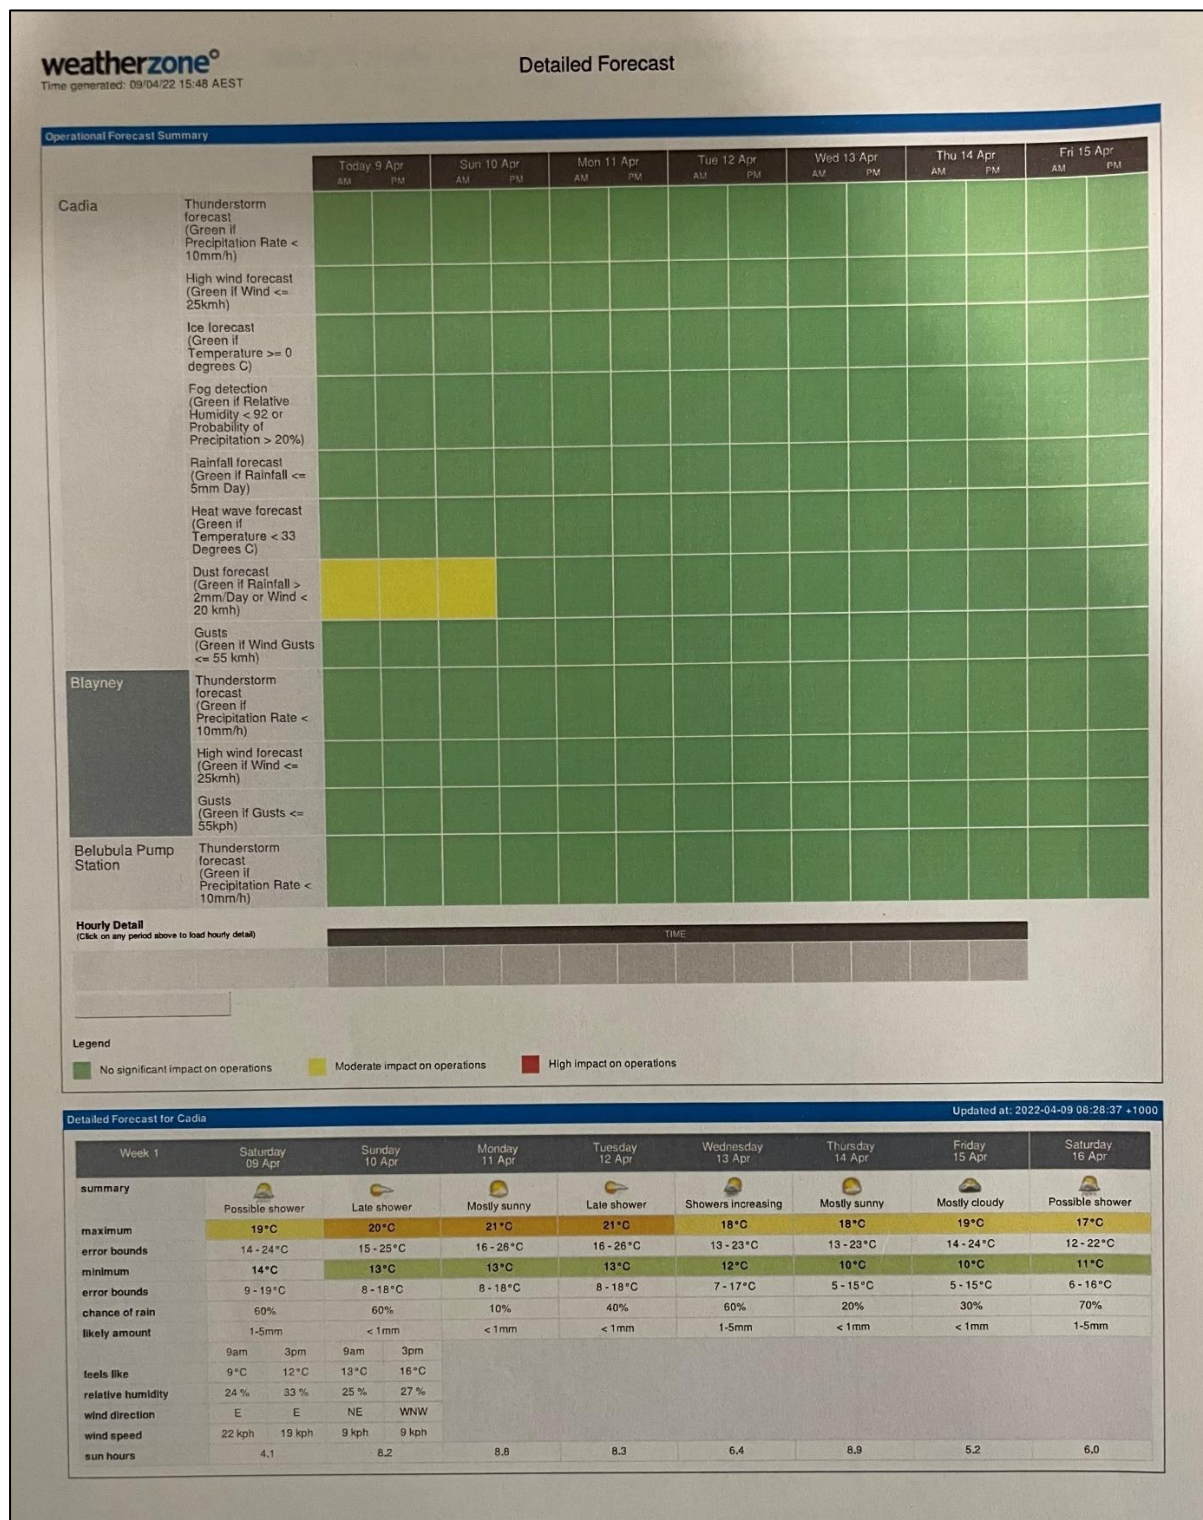 weatherzone°
Time generated: 09/04/22 15:48 AEST
Detailed Forecast
Operational Forecast Summary
Today 9 Apr Sun 10 Apr Mon 11 Apr Tue 12 Apr Wed 13 Apr Thu 14 Apr Fri 15 Apr
AM PM AM PM AM PM AM PM AM PM AM PM AM PM
Cadia
Thunderstorm
forecast
(Green if
Precipitation Rate <
10mm/h)
High wind forecast
(Green if Wind <=
25kmh)
Ice forecast
(Green if
Temperature >= 0
degrees C)
Fog detection
(Green if Relative
Humidity < 92 or
Probability of
Precipitation > 20%)
Rainfall forecast
(Green if Rainfall <=
5mm Day)
Heat wave forecast
(Green if
Temperature < 33
Degrees C)
Dust forecast
(Green if Rainfall >
2mm/Day or Wind <
20 kmh)
Gusts
(Green if Wind Gusts
<= 55 kmh)
Blayney
Thunderstorm
forecast
(Green if
Precipitation Rate <
10mm/h)
High wind forecast
(Green if Wind <=
25kmh)
Gusts
(Green if Gusts <=
55kph)
Belubula Pump
Station
Thunderstorm
forecast
(Green if
Precipitation Rate <
10mm/h)
Hourly Detail
(Click on any period above to load hourly detail)
TIME
Legend
No significant impact on operations Moderate impact on operations High impact on operations
Detailed Forecast for Cadia Updated at: 2022-04-09 08:28:37 +1000
Week 1 Saturday Sunday Monday Tuesday Wednesday Thursday Friday Saturday
09 Apr 10 Apr 11 Apr 12 Apr 13 Apr 14 Apr 15 Apr 16 Apr
summary Possible shower Late shower Mostly sunny Late shower Showers increasing Mostly sunny Mostly cloudy Possible shower
maximum 19°C 20°C 21°C 21°C 18°C 18°C 19°C 17°C
error bounds 14 - 24°C 15 - 25°C 16 - 26°C 16 - 26°C 13 - 23°C 13 - 23°C 14 - 24°C 12 - 22°C
minimum 14°C 13°C 13°C 13°C 12°C 10°C 10°C 11°C
error bounds 9 - 19°C 8 - 18°C 8 - 18°C 8 - 18°C 7 - 17°C 5 - 15°C 5 - 15°C 6 - 16°C
chance of rain 60% 60% 10% 40% 60% 20% 30% 70%
likely amount 1-5mm < 1mm < 1mm < 1mm 1-5mm < 1mm < 1mm 1-5mm
9am 3pm 9am 3pm
feels like 9°C 12°C 13°C 16°C
relative humidity 24 % 33 % 25 % 27 %
wind direction E E NE WNW
wind speed 22 kph 19 kph 9 kph 9 kph
sun hours 4.1 8.2 8.8 8.3 6.4 8.9 5.2 6.0